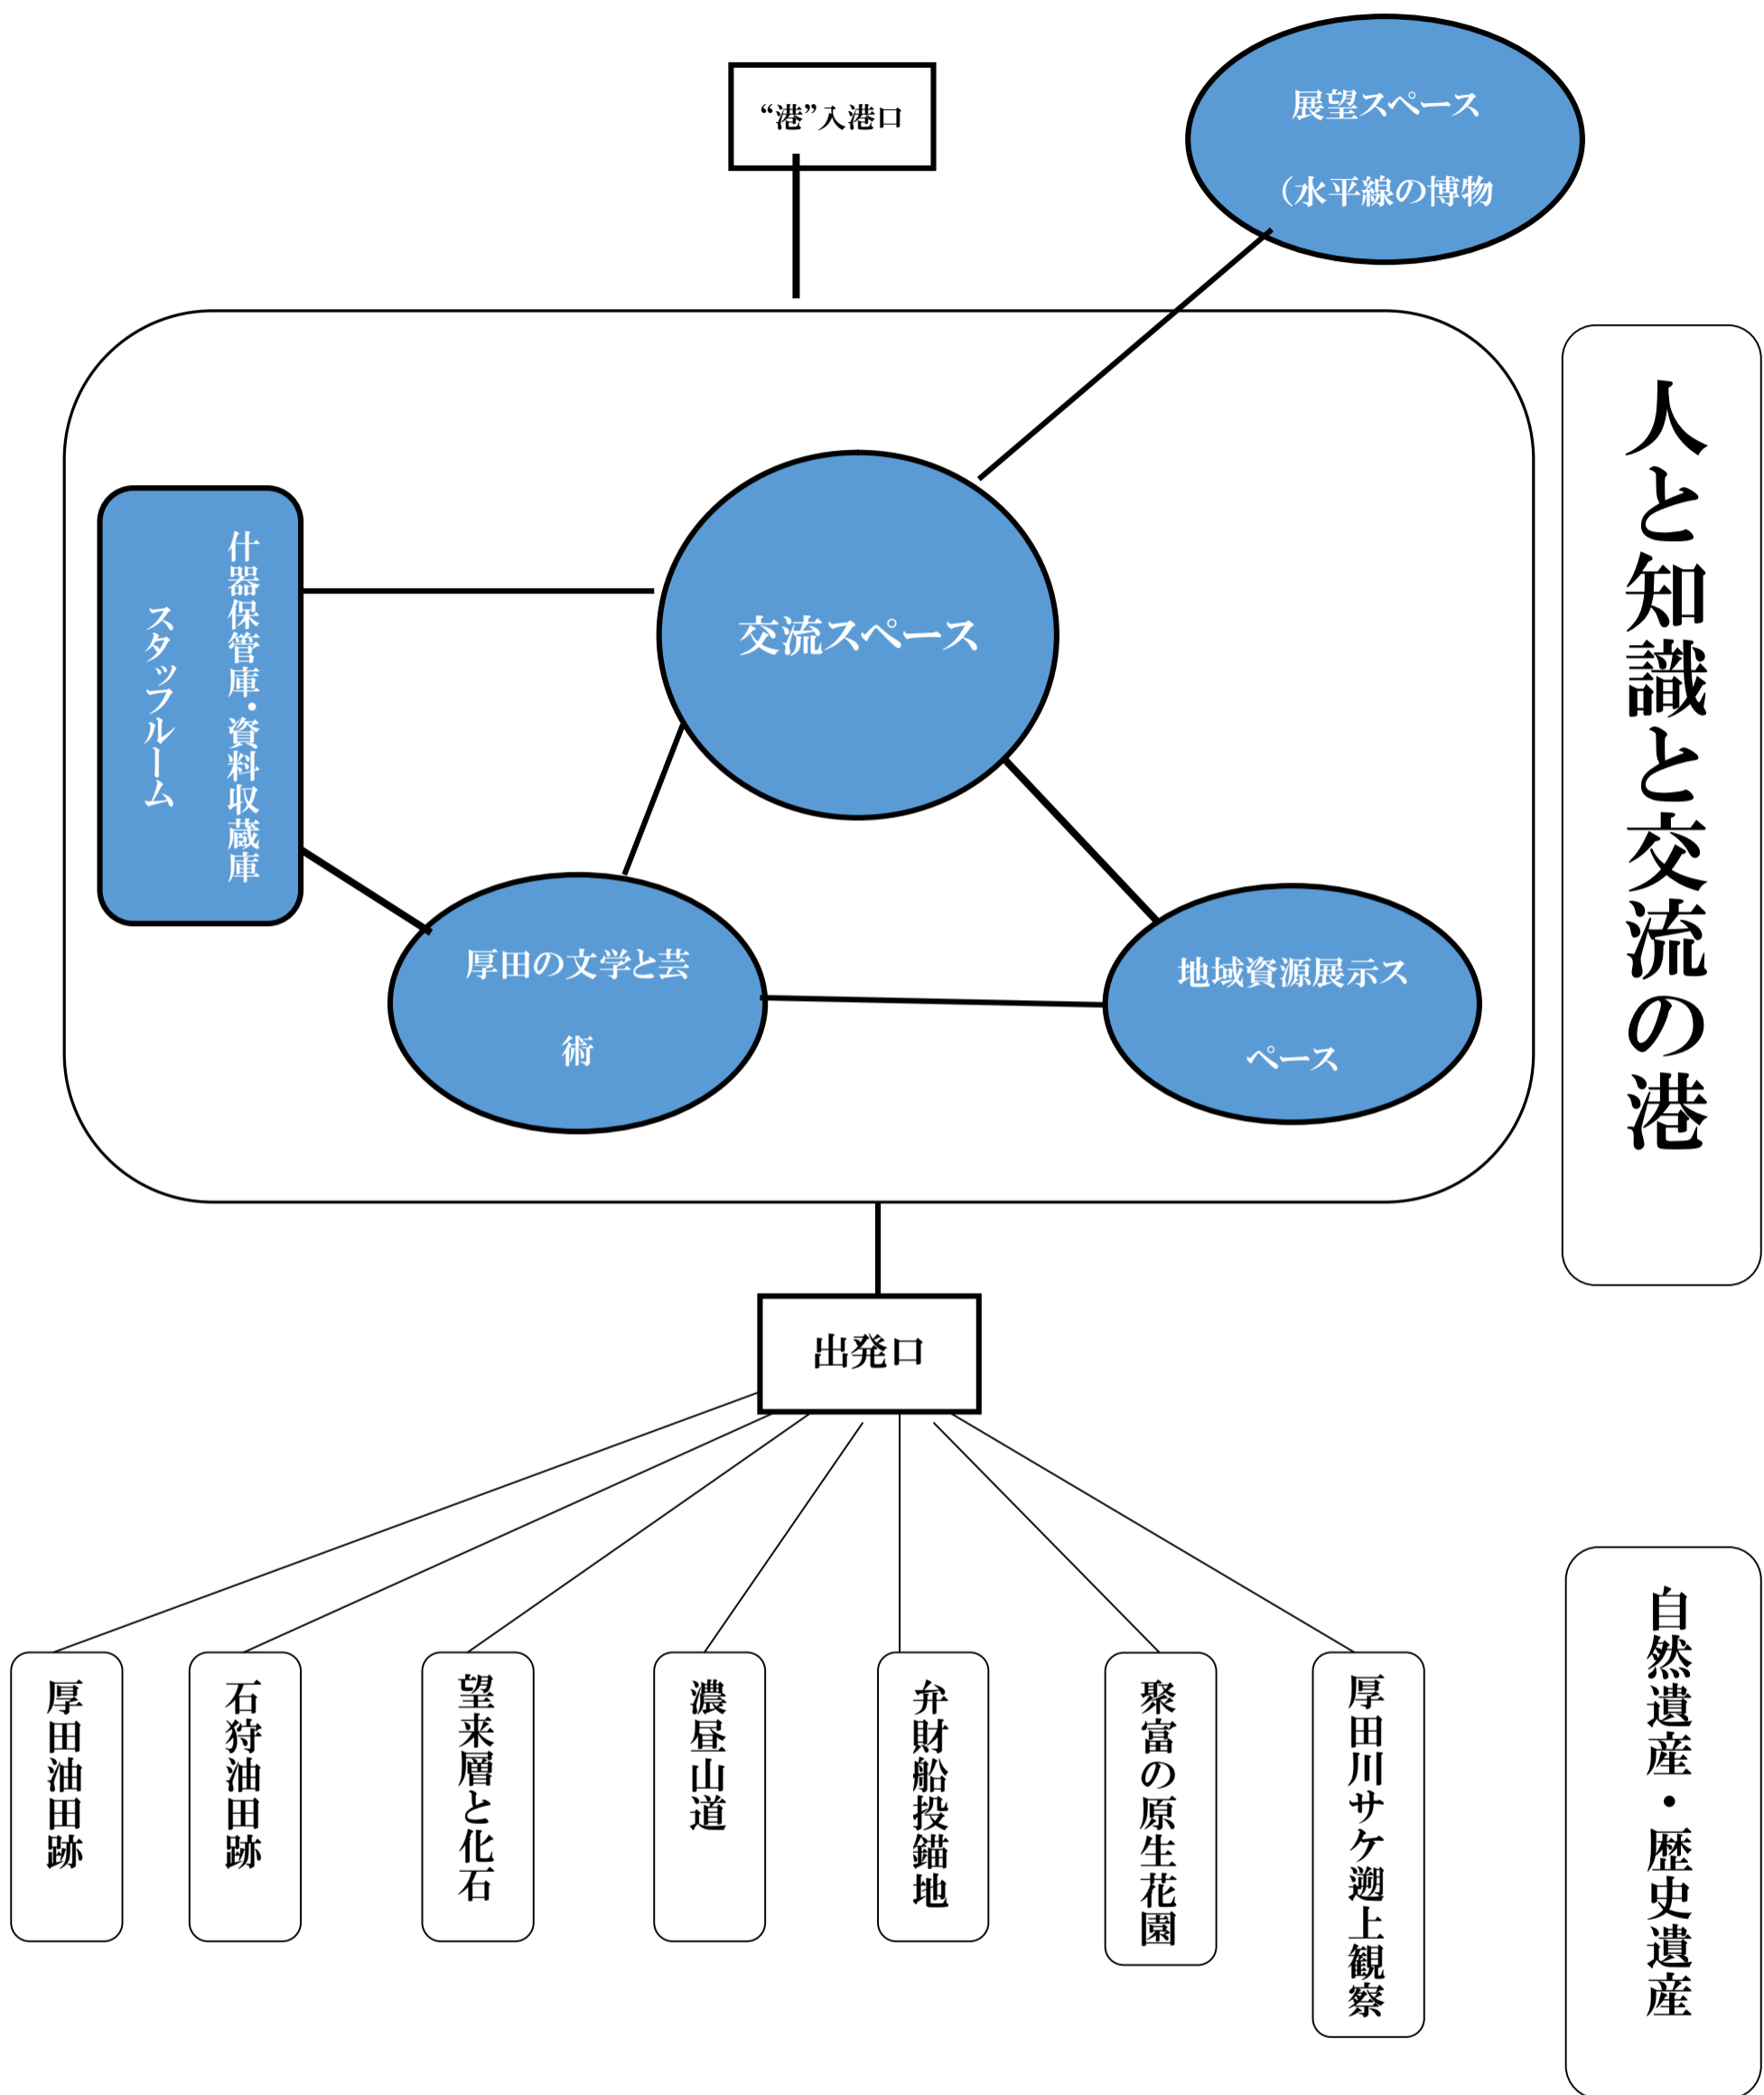 “港”入港口
展望スペース
（水平線の博物
人と知識と交流の港
交流スペース
什器保管庫・資料収蔵庫
スタッフルーム
厚田の文学と芸
術
地域資源展示ス
ペース
出発口
自然遺産・歴史遺産
厚田油田跡
石狩油田跡
望来層と化石
濃昼山道
弁財船投錨地
聚富の原生花園
厚田川サケ遡上観察